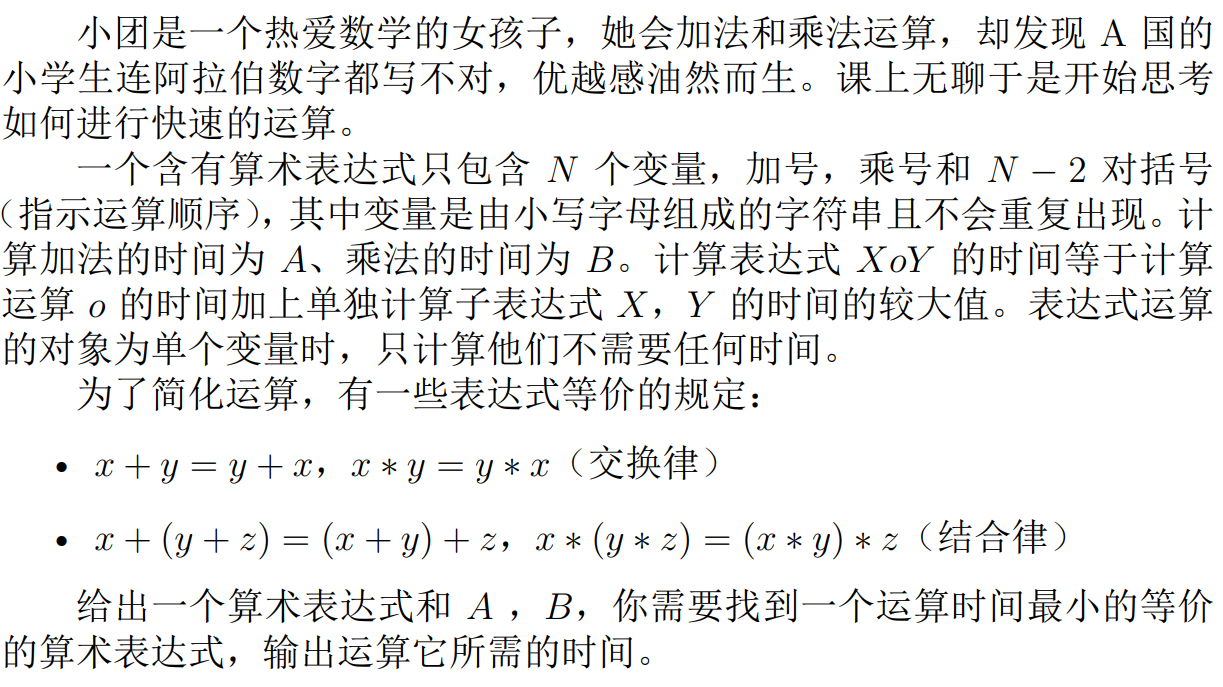 小团是一个热爱数学的女孩子，她会加法和乘法运算，却发现 A 国的
小学生连阿拉伯数字都写不对，优越感油然而生。课上无聊于是开始思考
如何进行快速的运算。
一个含有算术表达式只包含 N 个变量，加号，乘号和 N − 2 对括号
（指示运算顺序），其中变量是由小写字母组成的字符串且不会重复出现。计
算加法的时间为 A、乘法的时间为 B。计算表达式 XoY 的时间等于计算
运算 o 的时间加上单独计算子表达式 X，Y 的时间的较大值。表达式运算
的对象为单个变量时，只计算他们不需要任何时间。
为了简化运算，有一些表达式等价的规定：
• x + y = y + x，x ∗ y = y ∗ x（交换律）
• x + (y + z) = (x + y) + z，x ∗ (y ∗ z) = (x ∗ y) ∗ z（结合律）
给出一个算术表达式和 A ，B，你需要找到一个运算时间最小的等价
的算术表达式，输出运算它所需的时间。